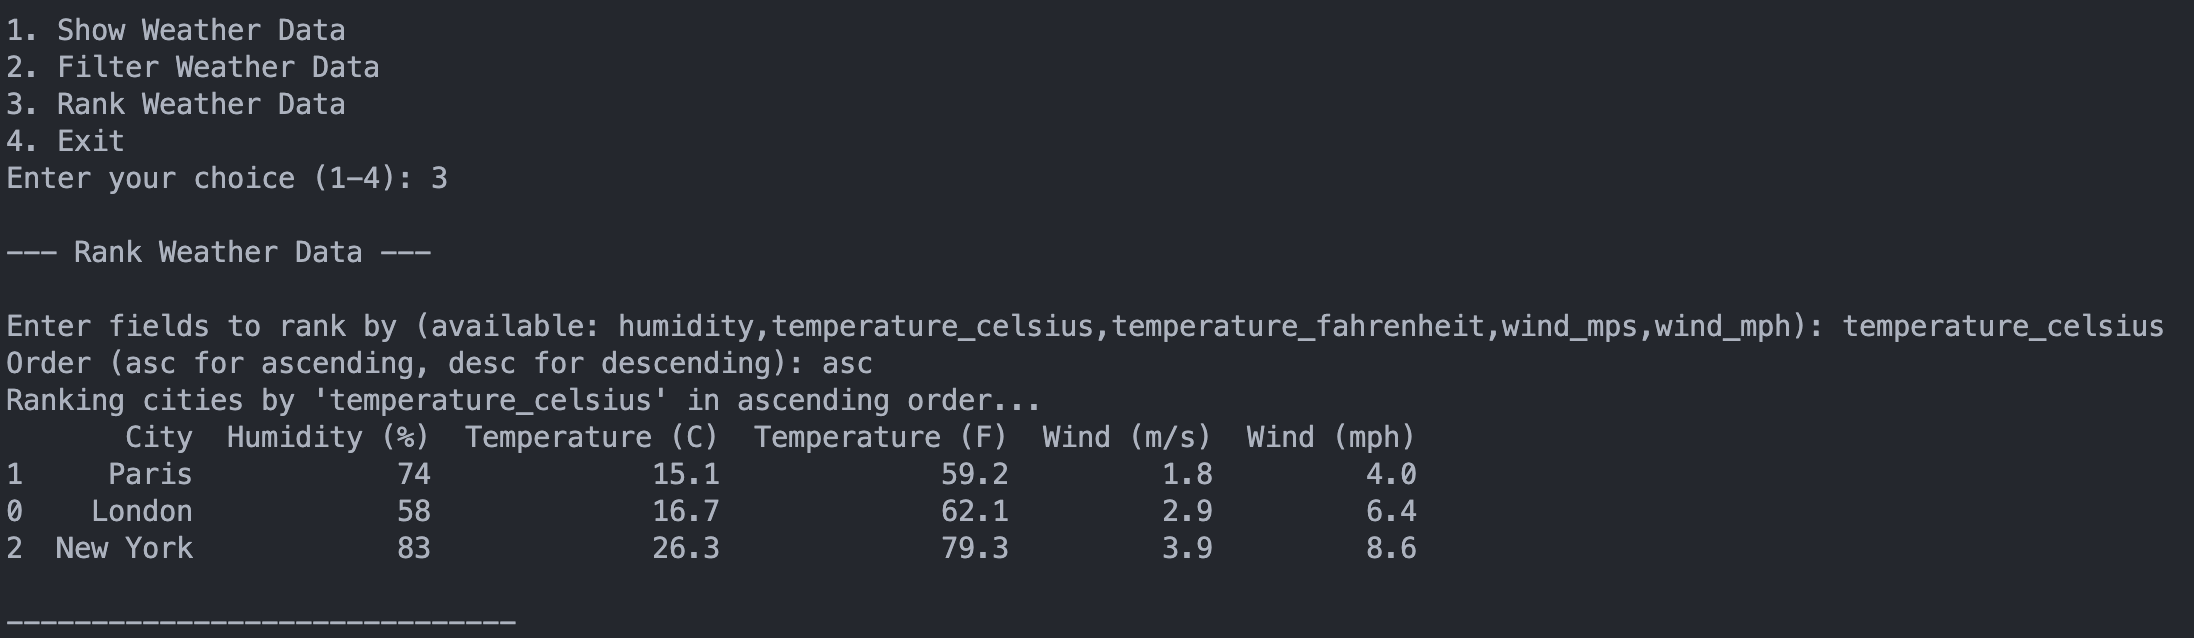 1. Show Weather Data
2. Filter Weather Data
3. Rank Weather Data
4. Exit
Enter your choice (1-4): 3
--- Rank Weather Data ---
Enter fields to rank by (available: humidity,temperature_celsius,temperature_fahrenheit,wind_mps,wind_mph): temperature_celsius
Order (asc for ascending, desc for descending): asc
Ranking cities by 'temperature_celsius' in ascending order...
       City  Humidity (%)  Temperature (C)  Temperature (F)  Wind (m/s)  Wind (mph)
1     Paris            74             15.1             59.2         1.8         4.0
0    London            58             16.7             62.1         2.9         6.4
2  New York            83             26.3             79.3         3.9         8.6
------------------------------